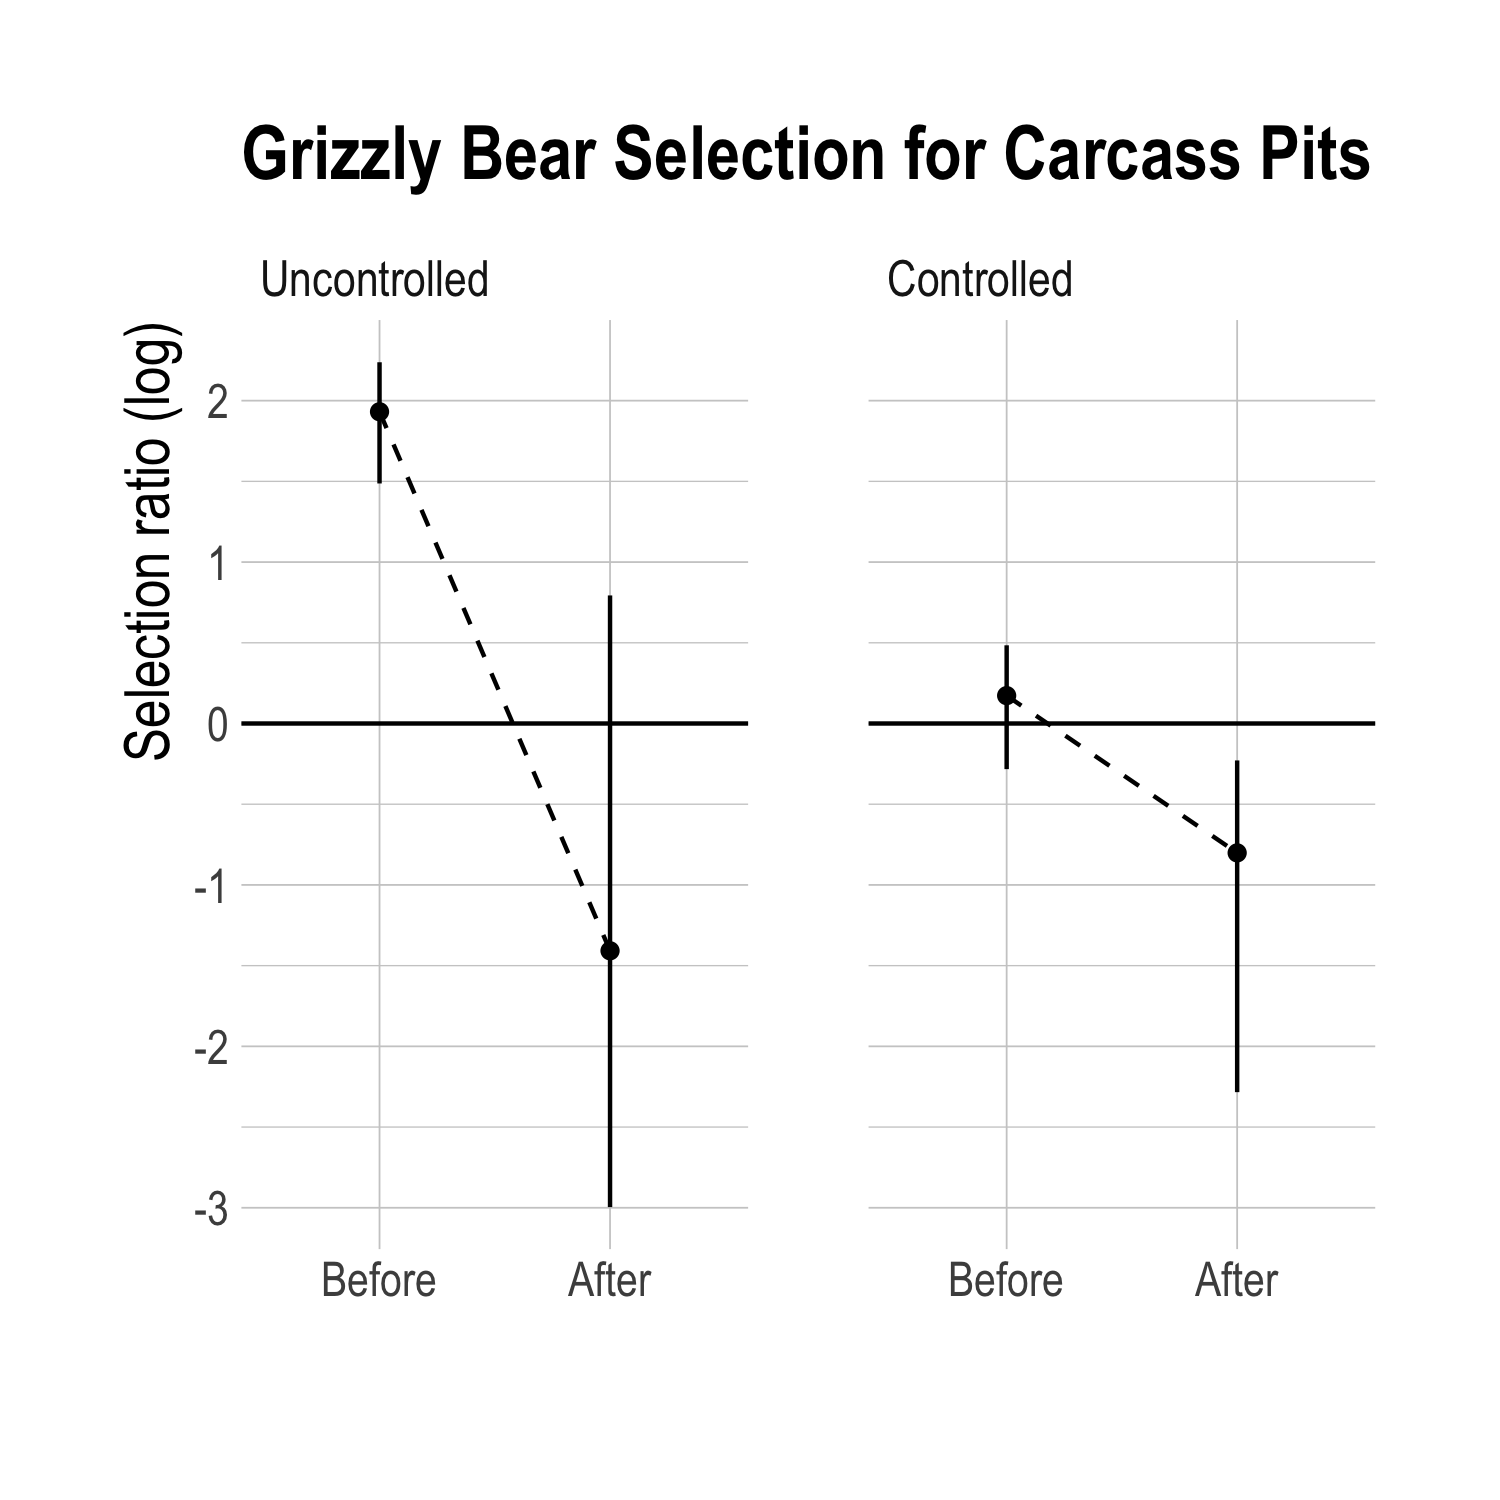 Grizzly Bear Selection for Carcass Pits
Uncontrolled
Controlled
Selection ratio (log)
2
1
0
-1
-2
-3
Before
After
Before
After